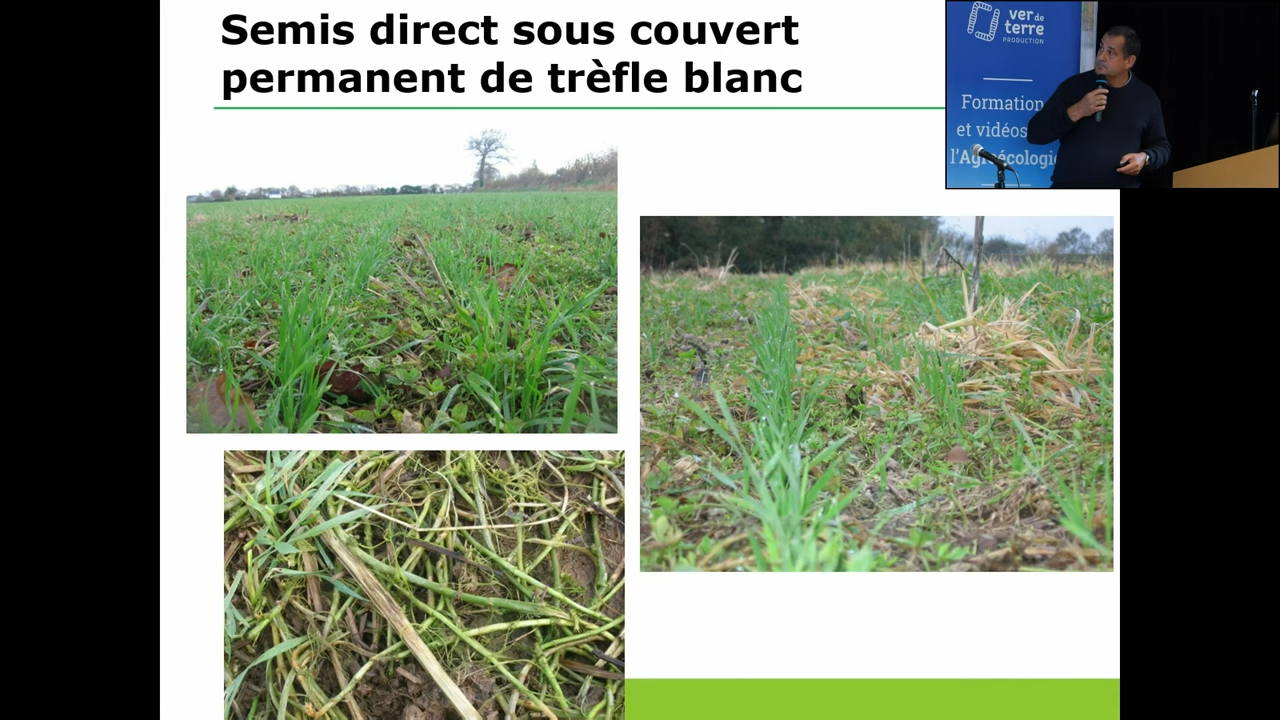 Semis direct sous couvert
permanent de trèfle blanc
ver de
terre
PRODUCTION
Formation
et vidéos
l'Agroécologie